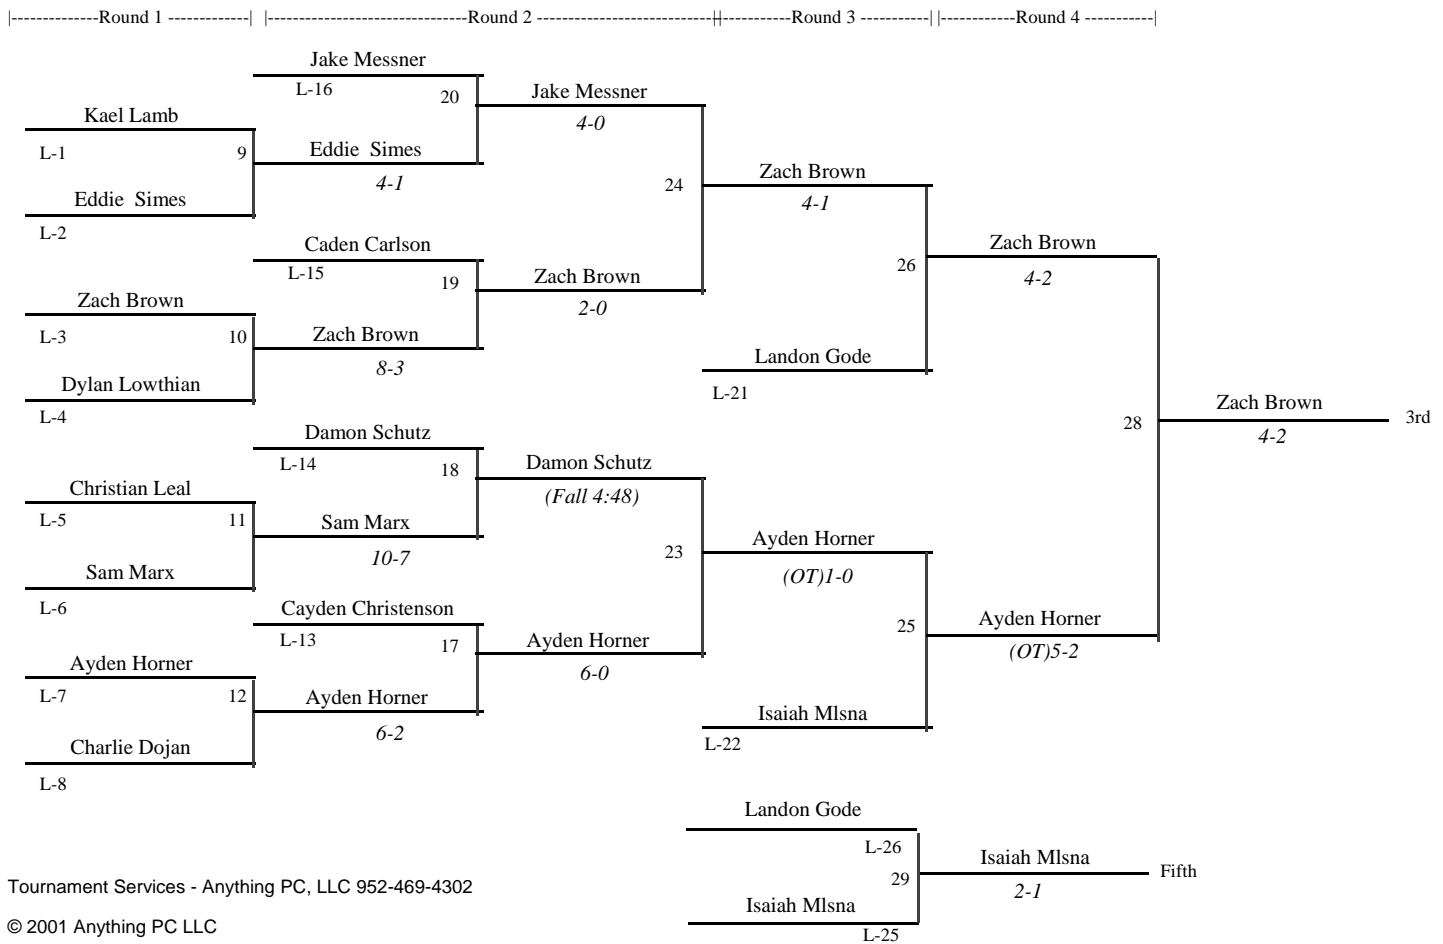 |---------------Round 1 ---------------|
|---------------------------------Round 2 ---------------------------------|
|------------Round 3 ------------|
|------------Round 4 -----------|
Jake Messner
L-16
20
Jake Messner
4-0
Kael Lamb
L-1
9
Eddie  Simes
4-1
Eddie  Simes
L-2
24
Zach Brown
4-1
Caden Carlson
L-15
19
Zach Brown
2-0
Zach Brown
L-3
10
Zach Brown
8-3
Dylan Lowthian
L-4
26
Zach Brown
4-2
Landon Gode
L-21
Damon Schutz
L-14
18
Damon Schutz
(Fall 4:48)
Christian Leal
L-5
11
Sam Marx
10-7
Sam Marx
L-6
23
Ayden Horner
(OT)1-0
Cayden Christenson
L-13
17
Ayden Horner
6-0
Ayden Horner
L-7
12
Ayden Horner
6-2
Charlie Dojan
L-8
25
Ayden Horner
(OT)5-2
Isaiah Mlsna
L-22
28
Zach Brown
4-2
3rd
Landon Gode
L-26
29
Isaiah Mlsna
2-1
Fifth
Isaiah Mlsna
L-25
Tournament Services - Anything PC, LLC 952-469-4302
© 2001 Anything PC LLC